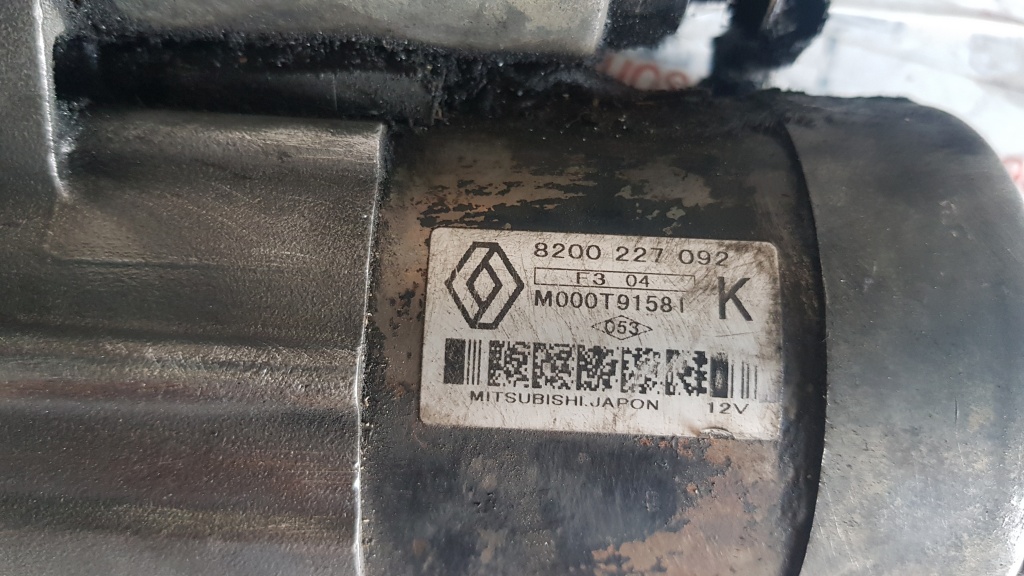 8200 227 092
F3 04
M000T91581
K
053
MITSUBISHI.JAPON
12V